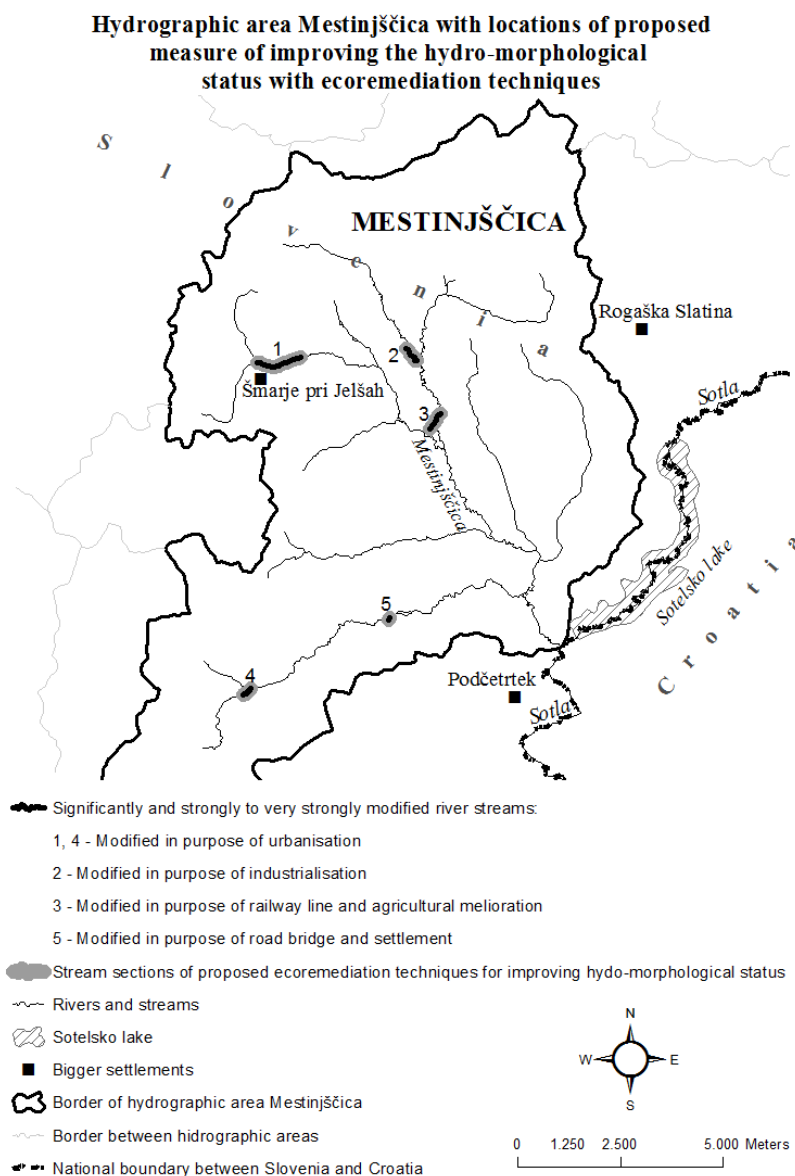 Hydrographic area Mestinjščica with locations of proposed
measure of improving the hydro-morphological
status with ecoremediation techniques
Slovenia
MESTINJŠČICA
Rogaška Slatina
1
2
Šmarje pri Jelšah
Sotla
3
Mestinjščica
Sotelsko lake
Croatia
5
4
Podčetrtek
Sotla
Significantly and strongly to very strongly modified river streams:
1, 4 - Modified in purpose of urbanisation
2 - Modified in purpose of industrialisation
3 - Modified in purpose of railway line and agricultural melioration
5 - Modified in purpose of road bridge and settlement
Stream sections of proposed ecoremediation techniques for improving hydo-morphological status
Rivers and streams
Sotelsko lake
Bigger settlements
Border of hydrographic area Mestinjščica
Border between hidrographic areas
National boundary between Slovenia and Croatia
N
W E
S
0 1.250 2.500 5.000 Meters